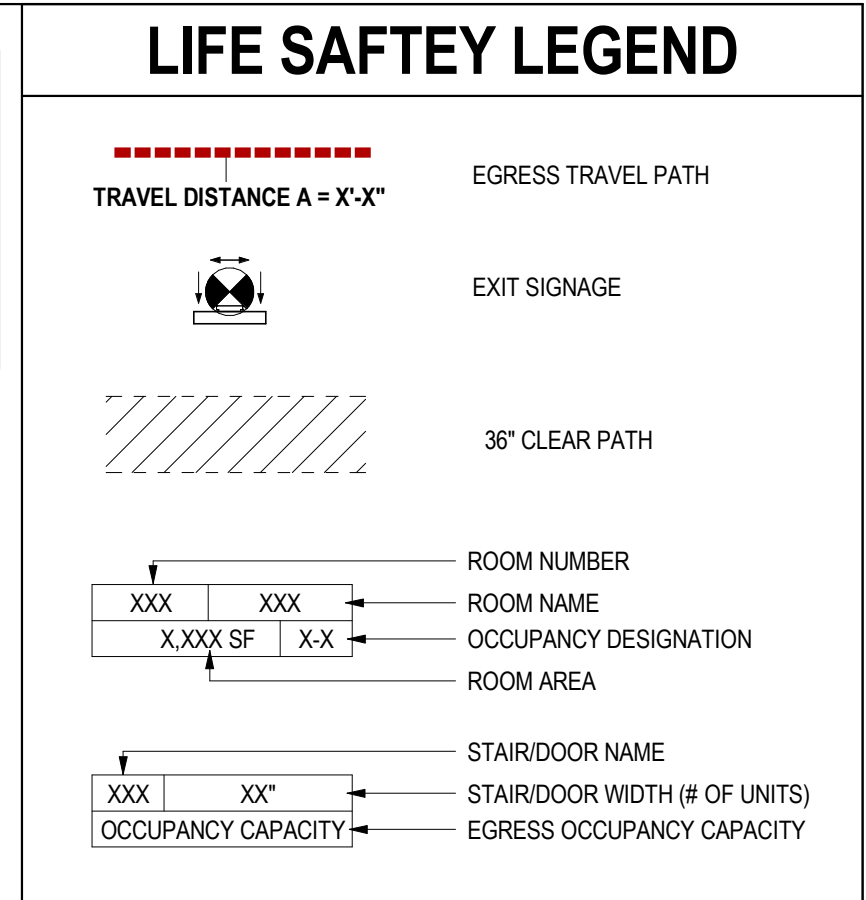 LIFE SAFTEY LEGEND
TRAVEL DISTANCE A = X'-X"
EGRESS TRAVEL PATH
EXIT SIGNAGE
36" CLEAR PATH
ROOM NUMBER
XXX XXX ROOM NAME
X,XXX SF X-X OCCUPANCY DESIGNATION
ROOM AREA
STAIR/DOOR NAME
XXX XX" STAIR/DOOR WIDTH (# OF UNITS)
OCCUPANCY CAPACITY EGRESS OCCUPANCY CAPACITY